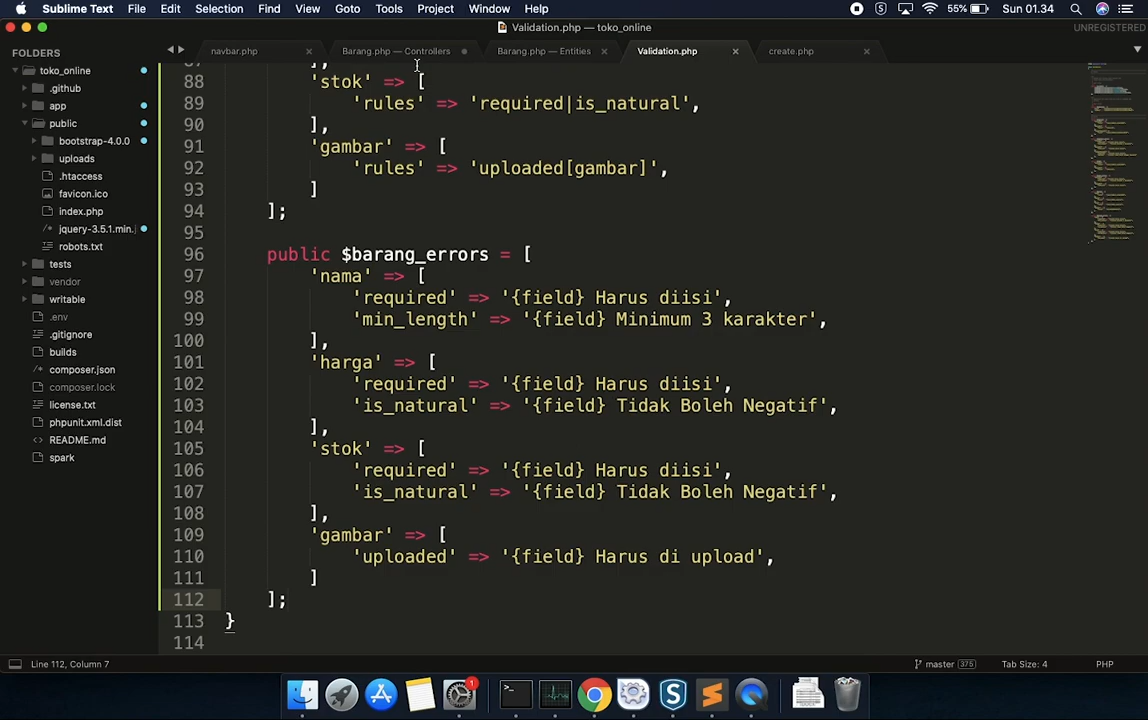 Sublime Text File Edit Selection Find View Goto Tools Project Window Help 55% Sun 01.34
Validation.php — toko_online UNREGISTERED
FOLDERS
toko_online
.github
app
public
bootstrap-4.0.0
uploads
.htaccess
favicon.ico
index.php
/* jquery-3.5.1.min.j
robots.txt
tests
vendor
writable
.env
.gitignore
builds
/* composer.json
composer.lock
license.txt
phpunit.xml.dist
<> README.md
spark
navbar.php × Barang.php — Controllers Barang.php — Entities × Validation.php × create.php ×
87 ],
88 'stok' => [
89 'rules' => 'required|is_natural',
90 ],
91 'gambar' => [
92 'rules' => 'uploaded[gambar]',
93 ]
94 ];
95
96 public $barang_errors = [
97 'nama' => [
98 'required' => '{field} Harus diisi',
99 'min_length' => '{field} Minimum 3 karakter',
100 ],
101 'harga' => [
102 'required' => '{field} Harus diisi',
103 'is_natural' => '{field} Tidak Boleh Negatif',
104 ],
105 'stok' => [
106 'required' => '{field} Harus diisi',
107 'is_natural' => '{field} Tidak Boleh Negatif',
108 ],
109 'gambar' => [
110 'uploaded' => '{field} Harus di upload',
111 ]
112 ];
113 }
114
Line 112, Column 7 master 375 Tab Size: 4 PHP
1